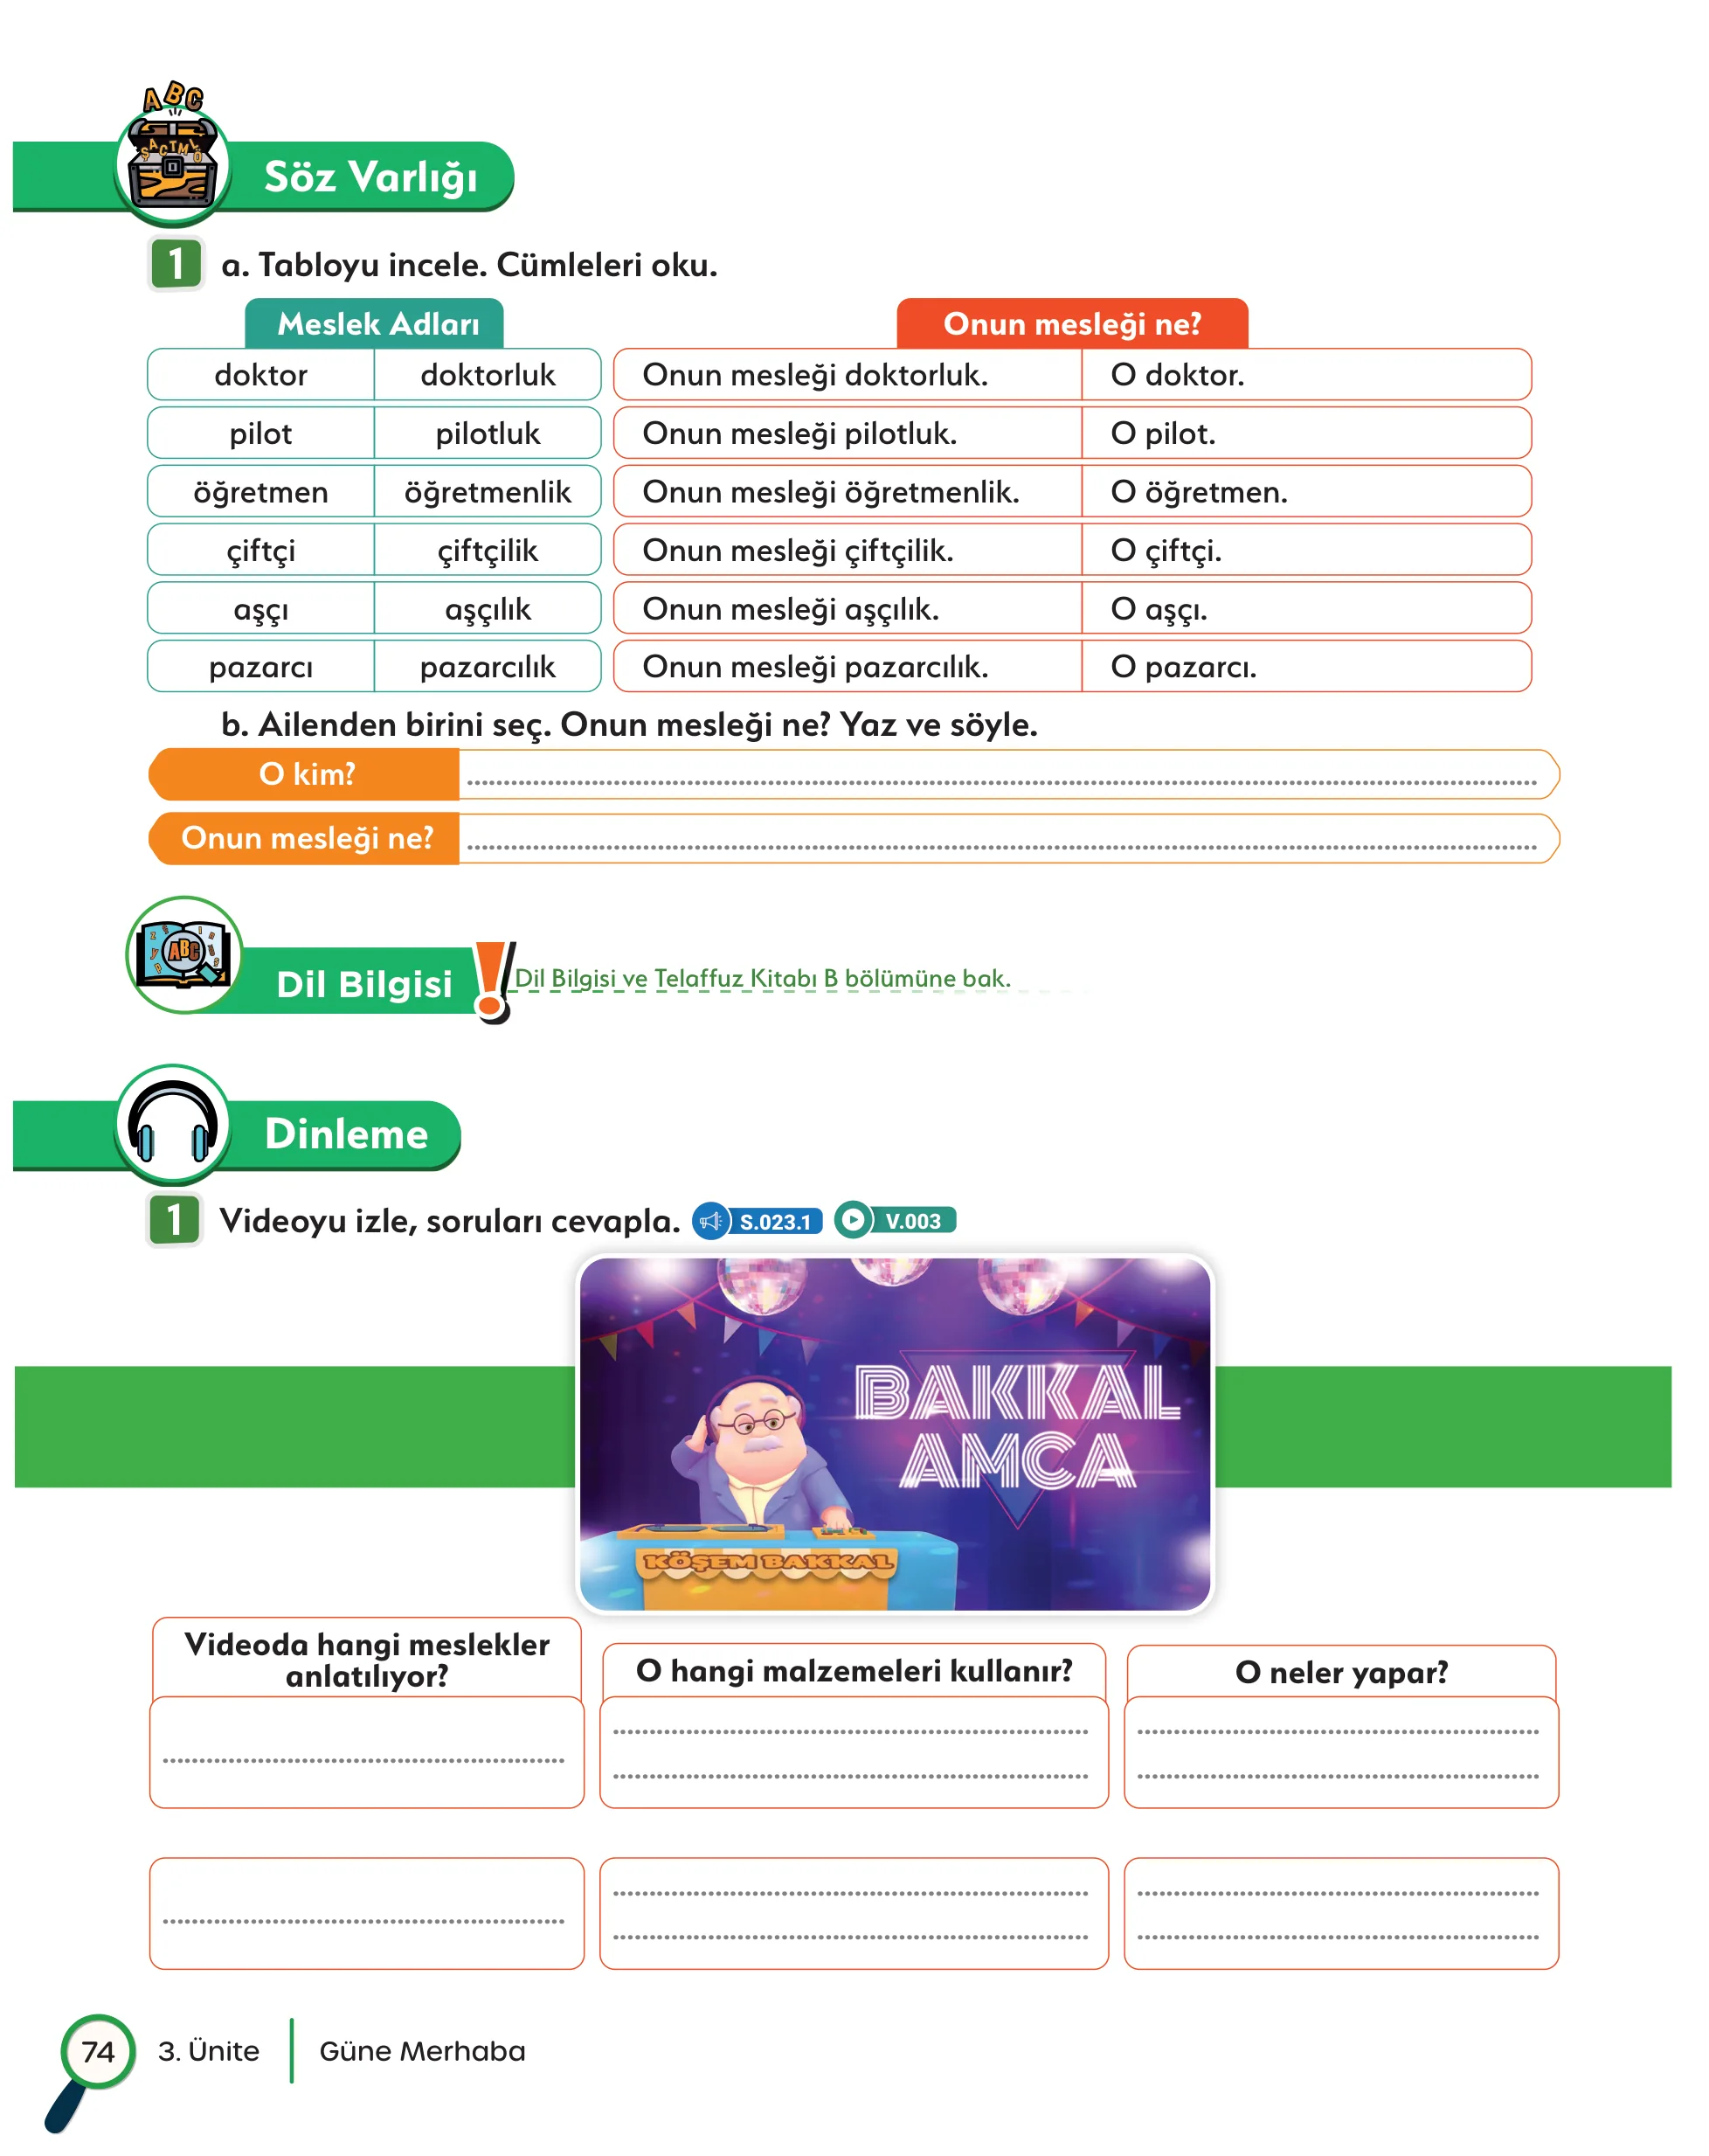 ABC
Söz Varlığı
1 a. Tabloyu incele. Cümleleri oku.
Meslek Adları
Onun mesleği ne?
doktor doktorluk Onun mesleği doktorluk. O doktor.
pilot pilotluk Onun mesleği pilotluk. O pilot.
öğretmen öğretmenlik Onun mesleği öğretmenlik. O öğretmen.
çiftçi çiftçilik Onun mesleği çiftçilik. O çiftçi.
aşçı aşçılık Onun mesleği aşçılık. O aşçı.
pazarcı pazarcılık Onun mesleği pazarcılık. O pazarcı.
b. Ailenden birini seç. Onun mesleği ne? Yaz ve söyle.
O kim?
Onun mesleği ne?
ABC
Dil Bilgisi
Dil Bilgisi ve Telaffuz Kitabı B bölümüne bak.
Dinleme
1 Videoyu izle, soruları cevapla. S.023.1 V.003
BAKKAL
AMCA
KÖŞEM BAKKAL
Videoda hangi meslekler
anlatılıyor?
O hangi malzemeleri kullanır?
O neler yapar?
74 3. Ünite Güne Merhaba